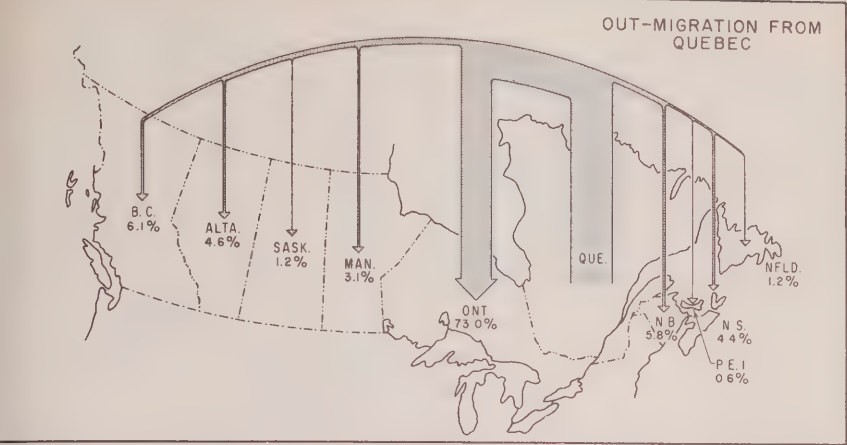 OUT-MIGRATION FROM
QUEBEC
B.C.
6.1%
ALTA.
4.6%
SASK.
1.2%
MAN.
3.1%
ONT
73 0%
QUE.
N B
5.8%
N S.
4 4%
P E. I
0 6%
NFLD.
1.2%